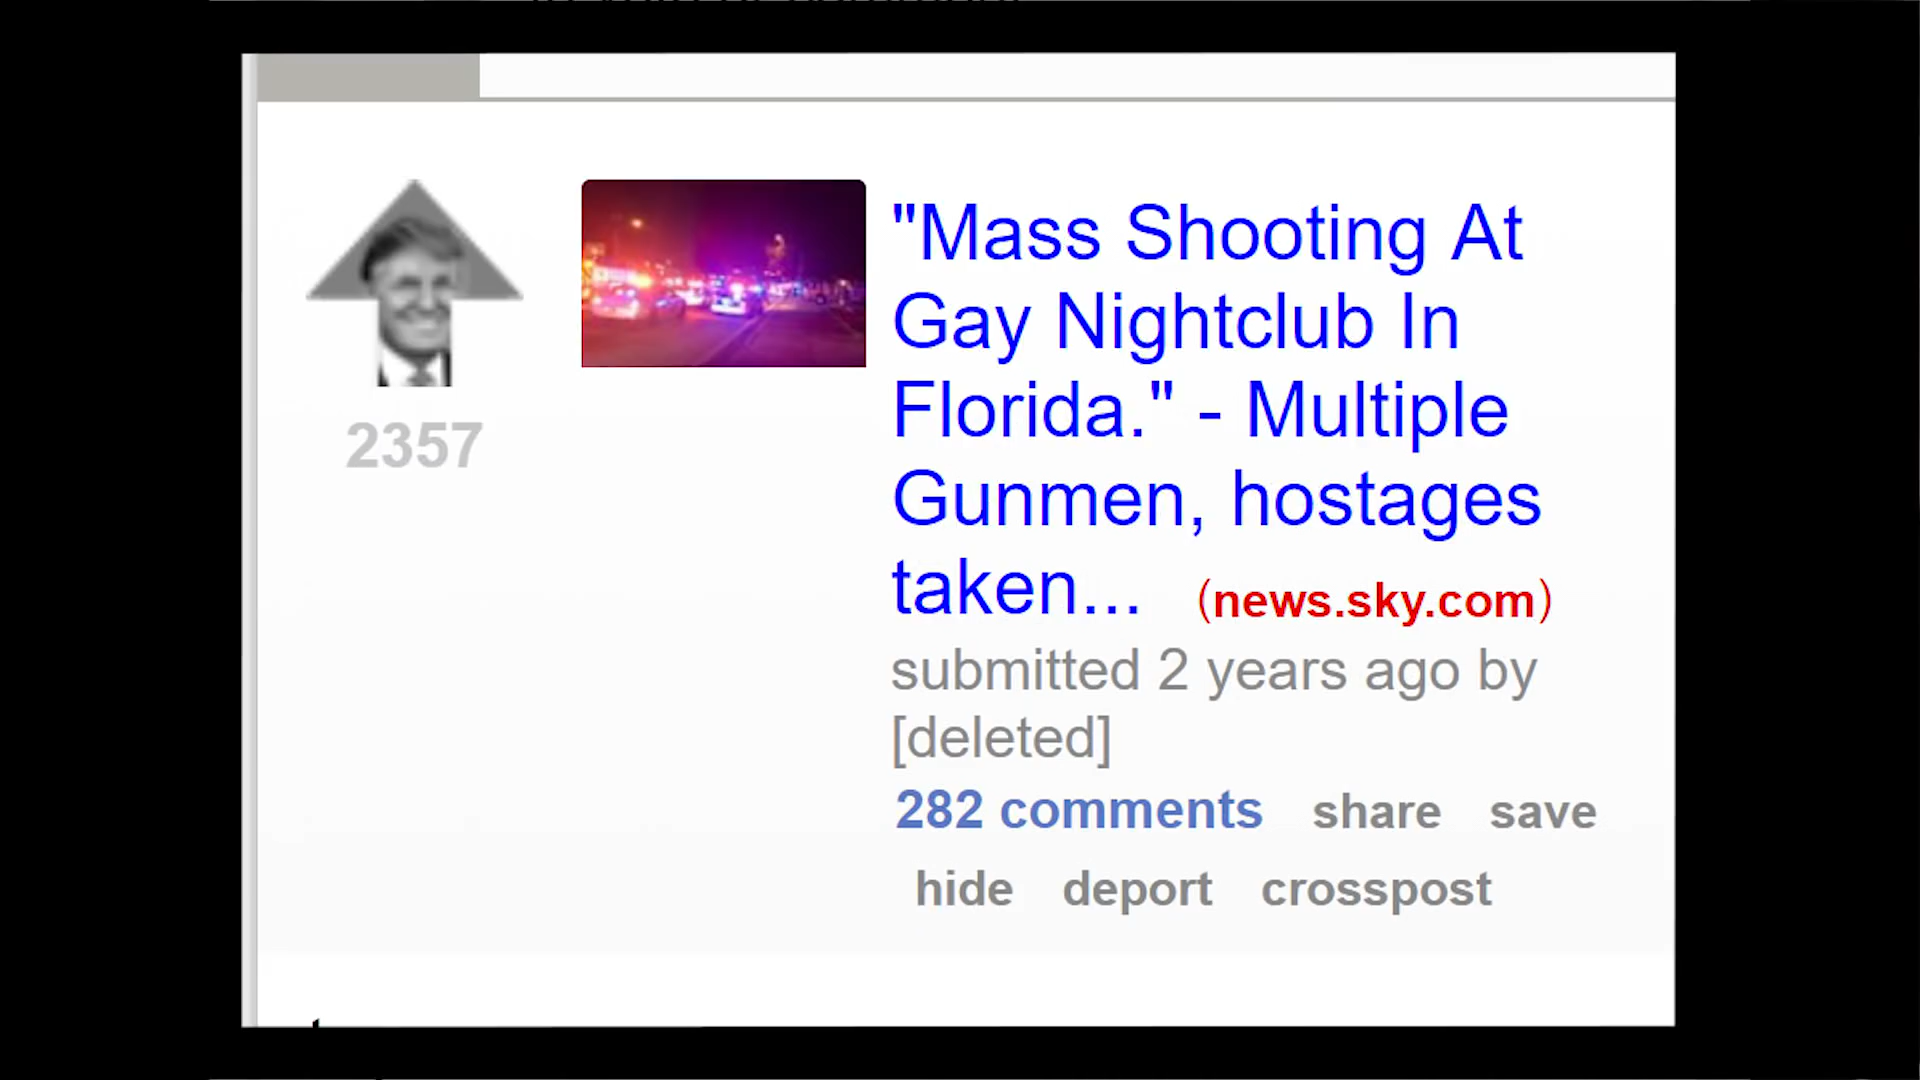 2357
"Mass Shooting At
Gay Nightclub In
Florida." - Multiple
Gunmen, hostages
taken... (news.sky.com)
submitted 2 years ago by
[deleted]
282 comments share save
hide deport crosspost